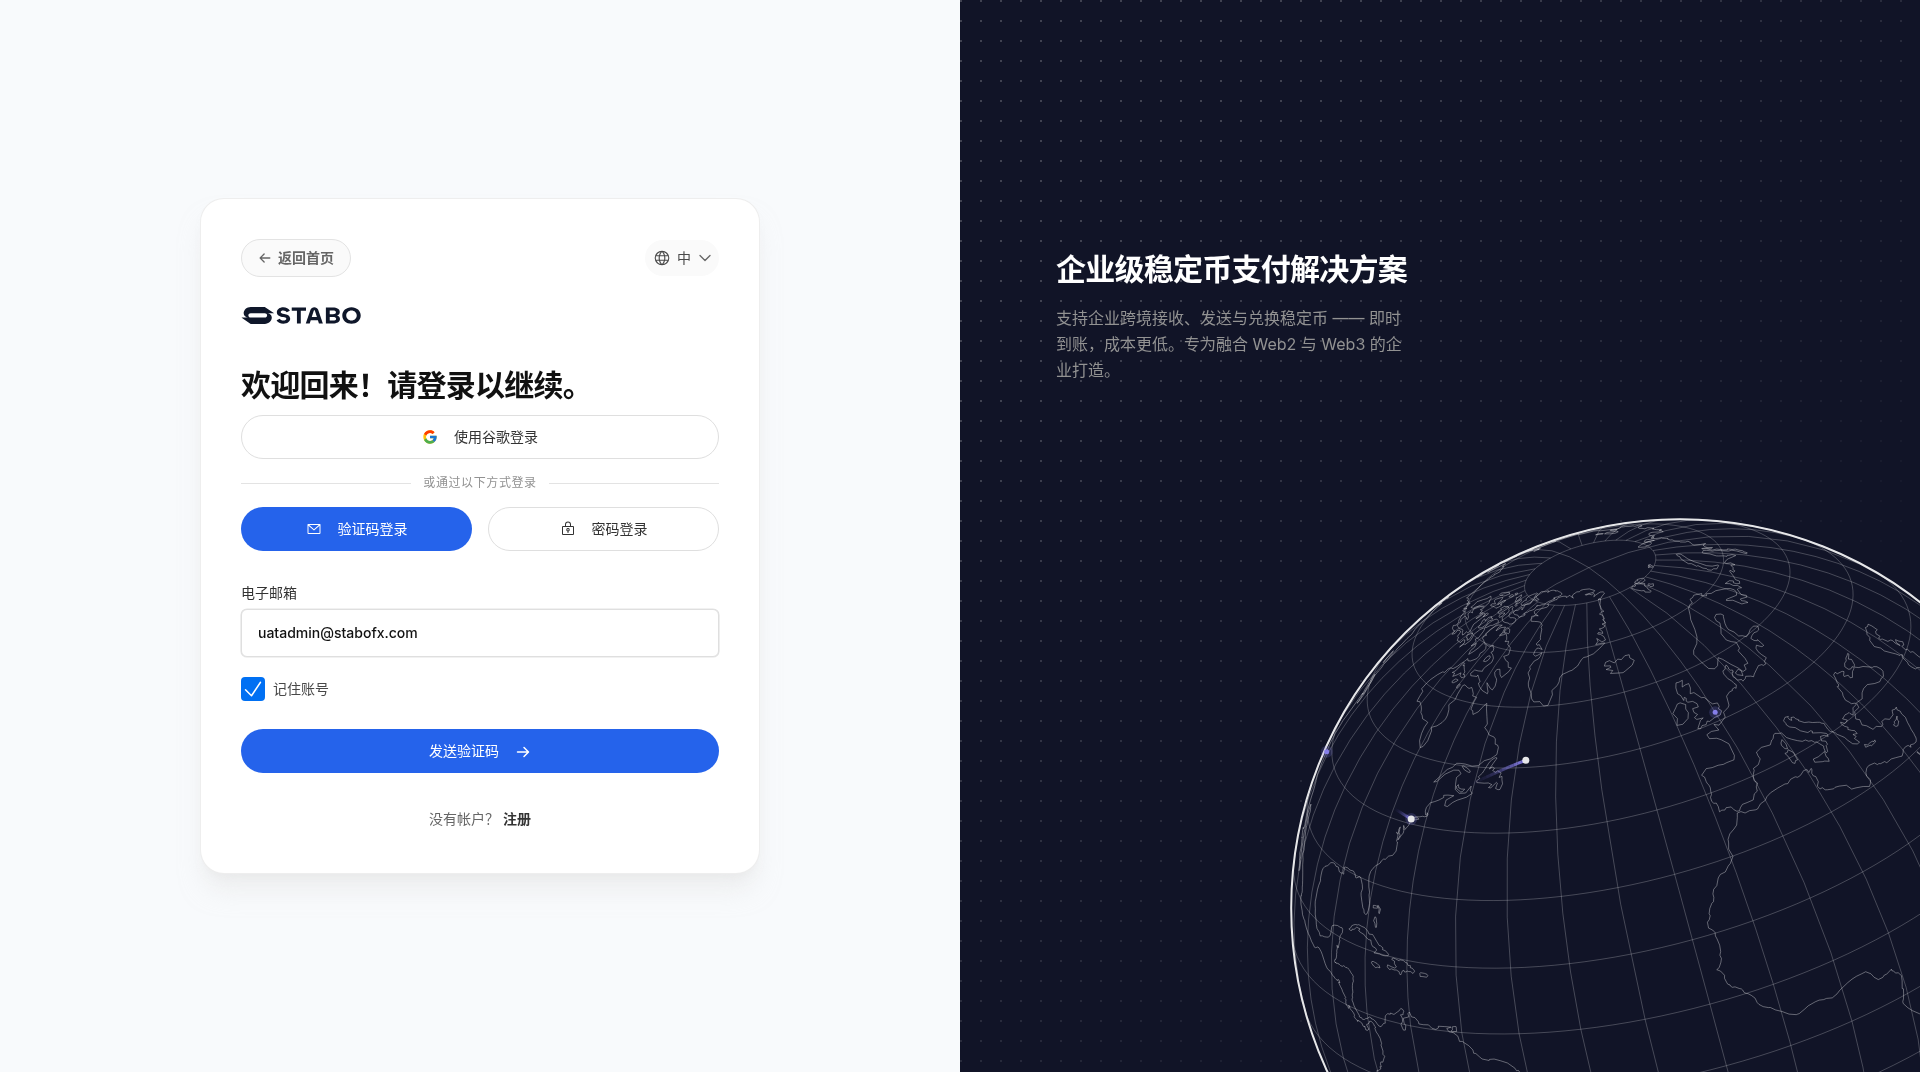 返回首页
中
STABO
欢迎回来！请登录以继续。
使用谷歌登录
或通过以下方式登录
验证码登录
密码登录
电子邮箱
uatadmin@stabofx.com
记住账号
发送验证码
没有帐户？ 注册
企业级稳定币支付解决方案
支持企业跨境接收、发送与兑换稳定币 —— 即时
到账，成本更低。专为融合 Web2 与 Web3 的企
业打造。